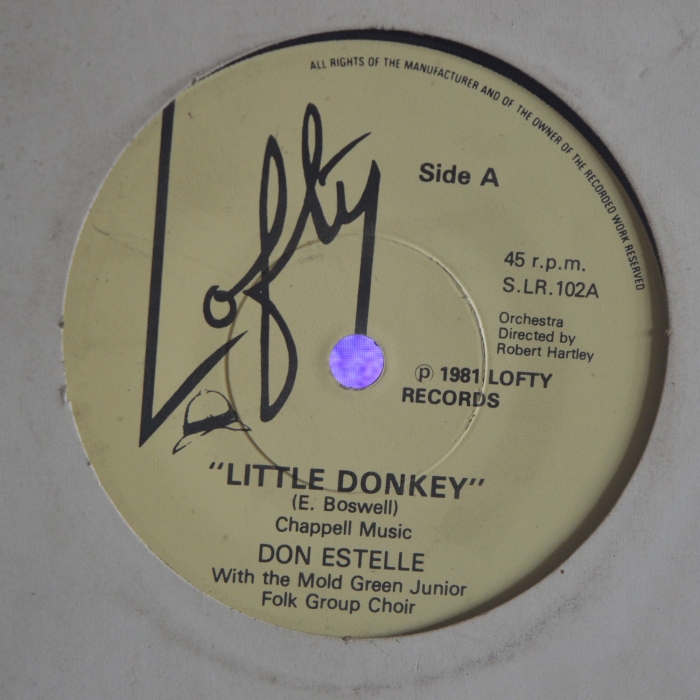 ALL RIGHTS OF THE MANUFACTURER AND OF THE OWNER OF THE RECORDED WORK RESERVED
Lofty
Side A
45 r.p.m.
S.LR.102A
Orchestra
Directed by
Robert Hartley
℗ 1981 LOFTY
RECORDS
"LITTLE DONKEY"
(E. Boswell)
Chappell Music
DON ESTELLE
With the Mold Green Junior
Folk Group Choir